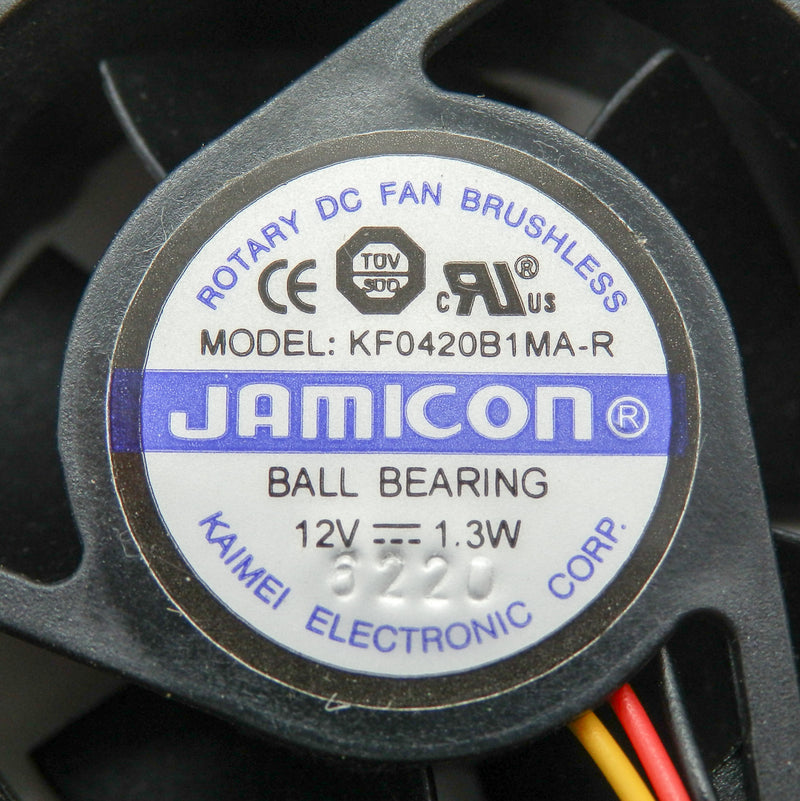 ROTARY DC FAN BRUSHLESS
CE TÜV SÜD c RU ® US
MODEL: KF0420B1MA-R
JAMICON®
BALL BEARING
12V ⎓ 1.3W
6220
KAIMEI ELECTRONIC CORP.